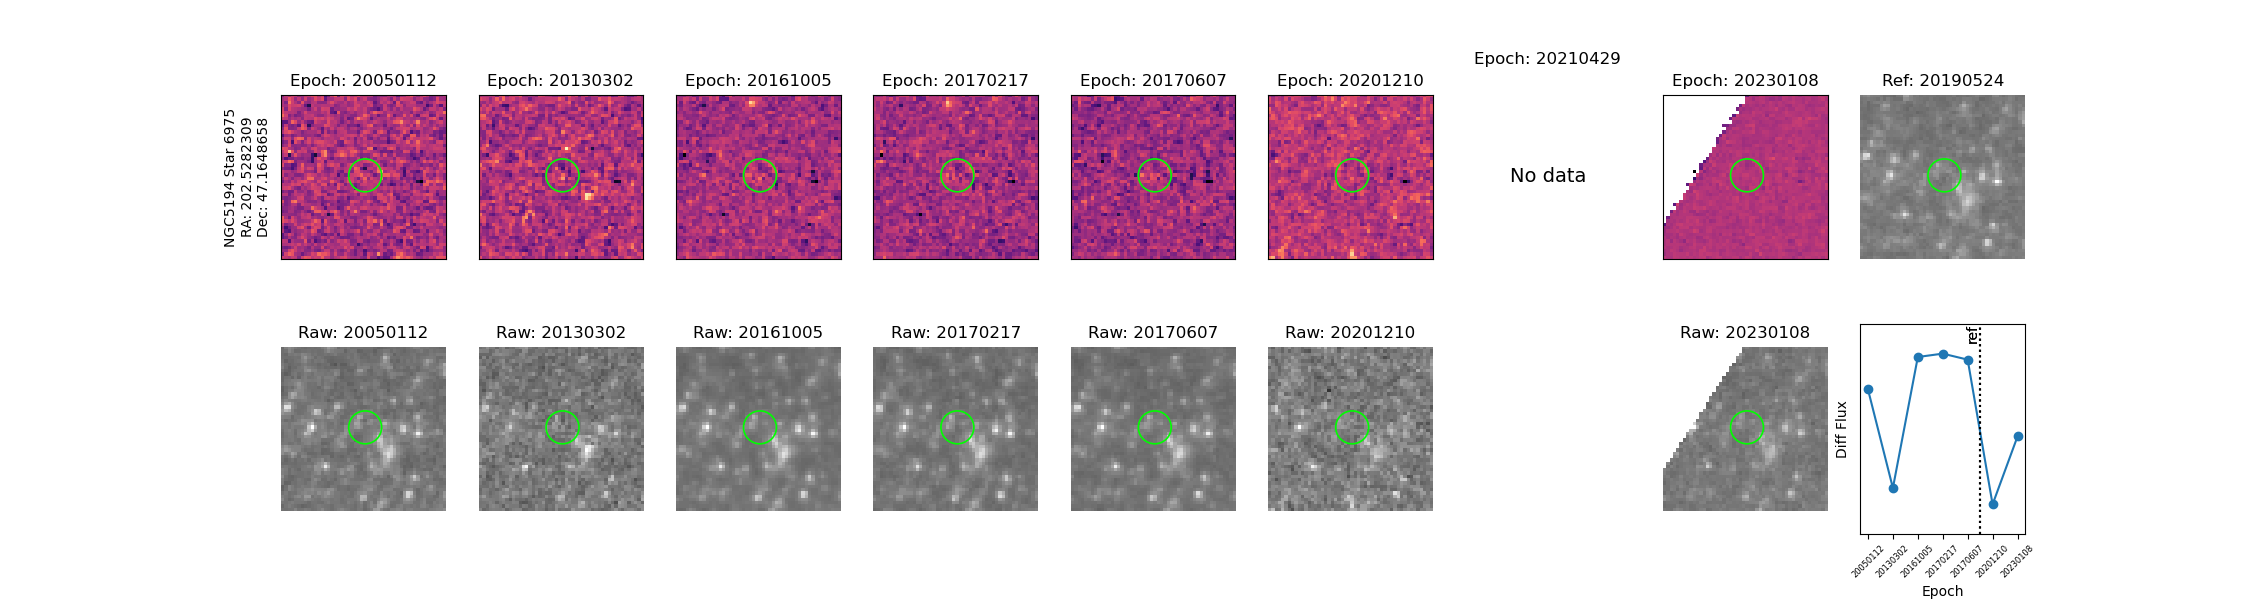 Epoch: 20210429
Epoch: 20050112
Epoch: 20130302
Epoch: 20161005
Epoch: 20170217
Epoch: 20170607
Epoch: 20201210
Epoch: 20230108
Ref: 20190524
NGC5194 Star 6975
RA: 202.5282309
Dec: 47.1648658
No data
Raw: 20050112
Raw: 20130302
Raw: 20161005
Raw: 20170217
Raw: 20170607
Raw: 20201210
Raw: 20230108
ref
Diff Flux
20050112
20130302
20161005
20170217
20170607
20201210
20230108
Epoch